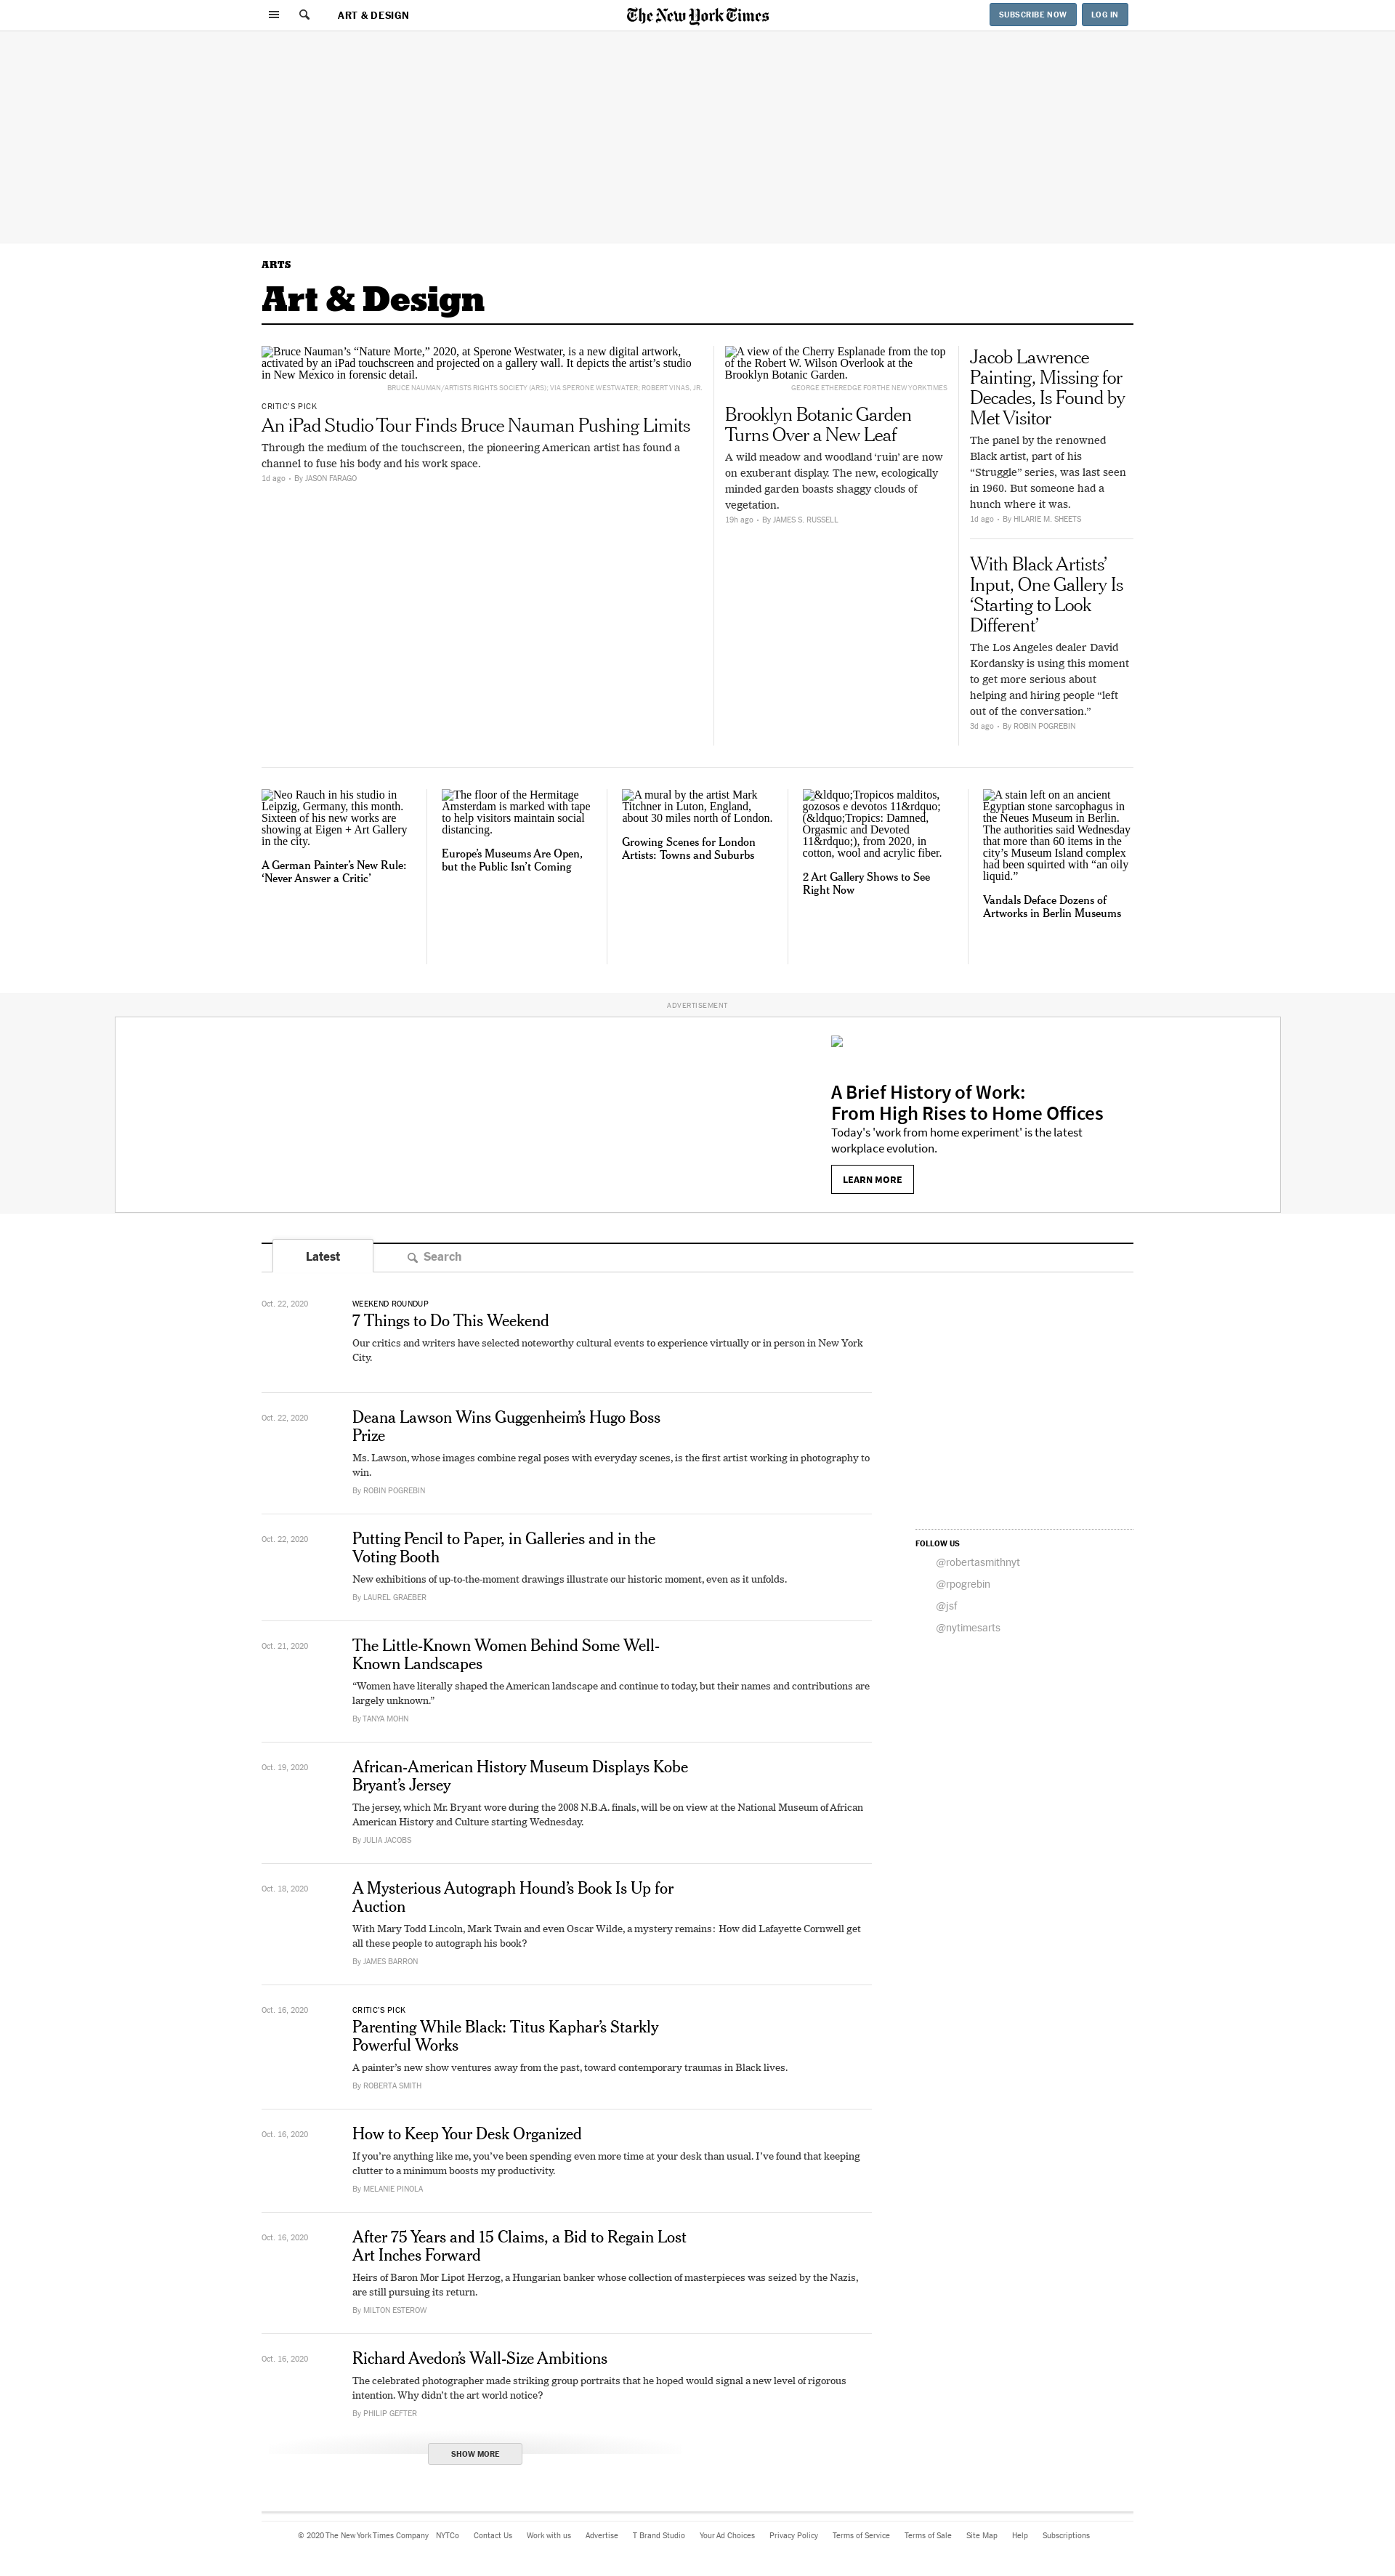 ART & DESIGN
The New York Times
SUBSCRIBE NOW
LOG IN
ARTS
Art & Design
Bruce Nauman’s “Nature Morte,” 2020, at Sperone Westwater, is a new digital artwork,
activated by an iPad touchscreen and projected on a gallery wall. It depicts the artist’s studio
in New Mexico in forensic detail.
BRUCE NAUMAN/ARTISTS RIGHTS SOCIETY (ARS); VIA SPERONE WESTWATER; ROBERT VINAS, JR.
CRITIC’S PICK
An iPad Studio Tour Finds Bruce Nauman Pushing Limits
Through the medium of the touchscreen, the pioneering American artist has found a
channel to fuse his body and his work space.
1d ago • By JASON FARAGO
A view of the Cherry Esplanade from the top
of the Robert W. Wilson Overlook at the
Brooklyn Botanic Garden.
GEORGE ETHEREDGE FOR THE NEW YORK TIMES
Brooklyn Botanic Garden
Turns Over a New Leaf
A wild meadow and woodland ‘ruin’ are now
on exuberant display. The new, ecologically
minded garden boasts shaggy clouds of
vegetation.
19h ago • By JAMES S. RUSSELL
Jacob Lawrence
Painting, Missing for
Decades, Is Found by
Met Visitor
The panel by the renowned
Black artist, part of his
“Struggle” series, was last seen
in 1960. But someone had a
hunch where it was.
1d ago • By HILARIE M. SHEETS
With Black Artists’
Input, One Gallery Is
‘Starting to Look
Different’
The Los Angeles dealer David
Kordansky is using this moment
to get more serious about
helping and hiring people “left
out of the conversation.”
3d ago • By ROBIN POGREBIN
Neo Rauch in his studio in
Leipzig, Germany, this month.
Sixteen of his new works are
showing at Eigen + Art Gallery
in the city.
A German Painter’s New Rule:
‘Never Answer a Critic’
The floor of the Hermitage
Amsterdam is marked with tape
to help visitors maintain social
distancing.
Europe’s Museums Are Open,
but the Public Isn’t Coming
A mural by the artist Mark
Titchner in Luton, England,
about 30 miles north of London.
Growing Scenes for London
Artists: Towns and Suburbs
&ldquo;Tropicos malditos,
gozosos e devotos 11&rdquo;
(&ldquo;Tropics: Damned,
Orgasmic and Devoted
11&rdquo;), from 2020, in
cotton, wool and acrylic fiber.
2 Art Gallery Shows to See
Right Now
A stain left on an ancient
Egyptian stone sarcophagus in
the Neues Museum in Berlin.
The authorities said Wednesday
that more than 60 items in the
city’s Museum Island complex
had been squirted with “an oily
liquid.”
Vandals Deface Dozens of
Artworks in Berlin Museums
ADVERTISEMENT
A Brief History of Work:
From High Rises to Home Offices
Today's 'work from home experiment' is the latest
workplace evolution.
LEARN MORE
Latest
Search
Oct. 22, 2020
WEEKEND ROUNDUP
7 Things to Do This Weekend
Our critics and writers have selected noteworthy cultural events to experience virtually or in person in New York
City.
Oct. 22, 2020
Deana Lawson Wins Guggenheim’s Hugo Boss
Prize
Ms. Lawson, whose images combine regal poses with everyday scenes, is the first artist working in photography to
win.
By ROBIN POGREBIN
Oct. 22, 2020
Putting Pencil to Paper, in Galleries and in the
Voting Booth
New exhibitions of up-to-the-moment drawings illustrate our historic moment, even as it unfolds.
By LAUREL GRAEBER
FOLLOW US
@robertasmithnyt
@rpogrebin
@jsf
@nytimesarts
Oct. 21, 2020
The Little-Known Women Behind Some Well-
Known Landscapes
“Women have literally shaped the American landscape and continue to today, but their names and contributions are
largely unknown.”
By TANYA MOHN
Oct. 19, 2020
African-American History Museum Displays Kobe
Bryant’s Jersey
The jersey, which Mr. Bryant wore during the 2008 N.B.A. finals, will be on view at the National Museum of African
American History and Culture starting Wednesday.
By JULIA JACOBS
Oct. 18, 2020
A Mysterious Autograph Hound’s Book Is Up for
Auction
With Mary Todd Lincoln, Mark Twain and even Oscar Wilde, a mystery remains: How did Lafayette Cornwell get
all these people to autograph his book?
By JAMES BARRON
Oct. 16, 2020
CRITIC’S PICK
Parenting While Black: Titus Kaphar’s Starkly
Powerful Works
A painter’s new show ventures away from the past, toward contemporary traumas in Black lives.
By ROBERTA SMITH
Oct. 16, 2020
How to Keep Your Desk Organized
If you’re anything like me, you’ve been spending even more time at your desk than usual. I’ve found that keeping
clutter to a minimum boosts my productivity.
By MELANIE PINOLA
Oct. 16, 2020
After 75 Years and 15 Claims, a Bid to Regain Lost
Art Inches Forward
Heirs of Baron Mor Lipot Herzog, a Hungarian banker whose collection of masterpieces was seized by the Nazis,
are still pursuing its return.
By MILTON ESTEROW
Oct. 16, 2020
Richard Avedon’s Wall-Size Ambitions
The celebrated photographer made striking group portraits that he hoped would signal a new level of rigorous
intention. Why didn’t the art world notice?
By PHILIP GEFTER
SHOW MORE
© 2020 The New York Times Company NYTCo Contact Us Work with us Advertise T Brand Studio Your Ad Choices Privacy Policy Terms of Service Terms of Sale Site Map Help Subscriptions